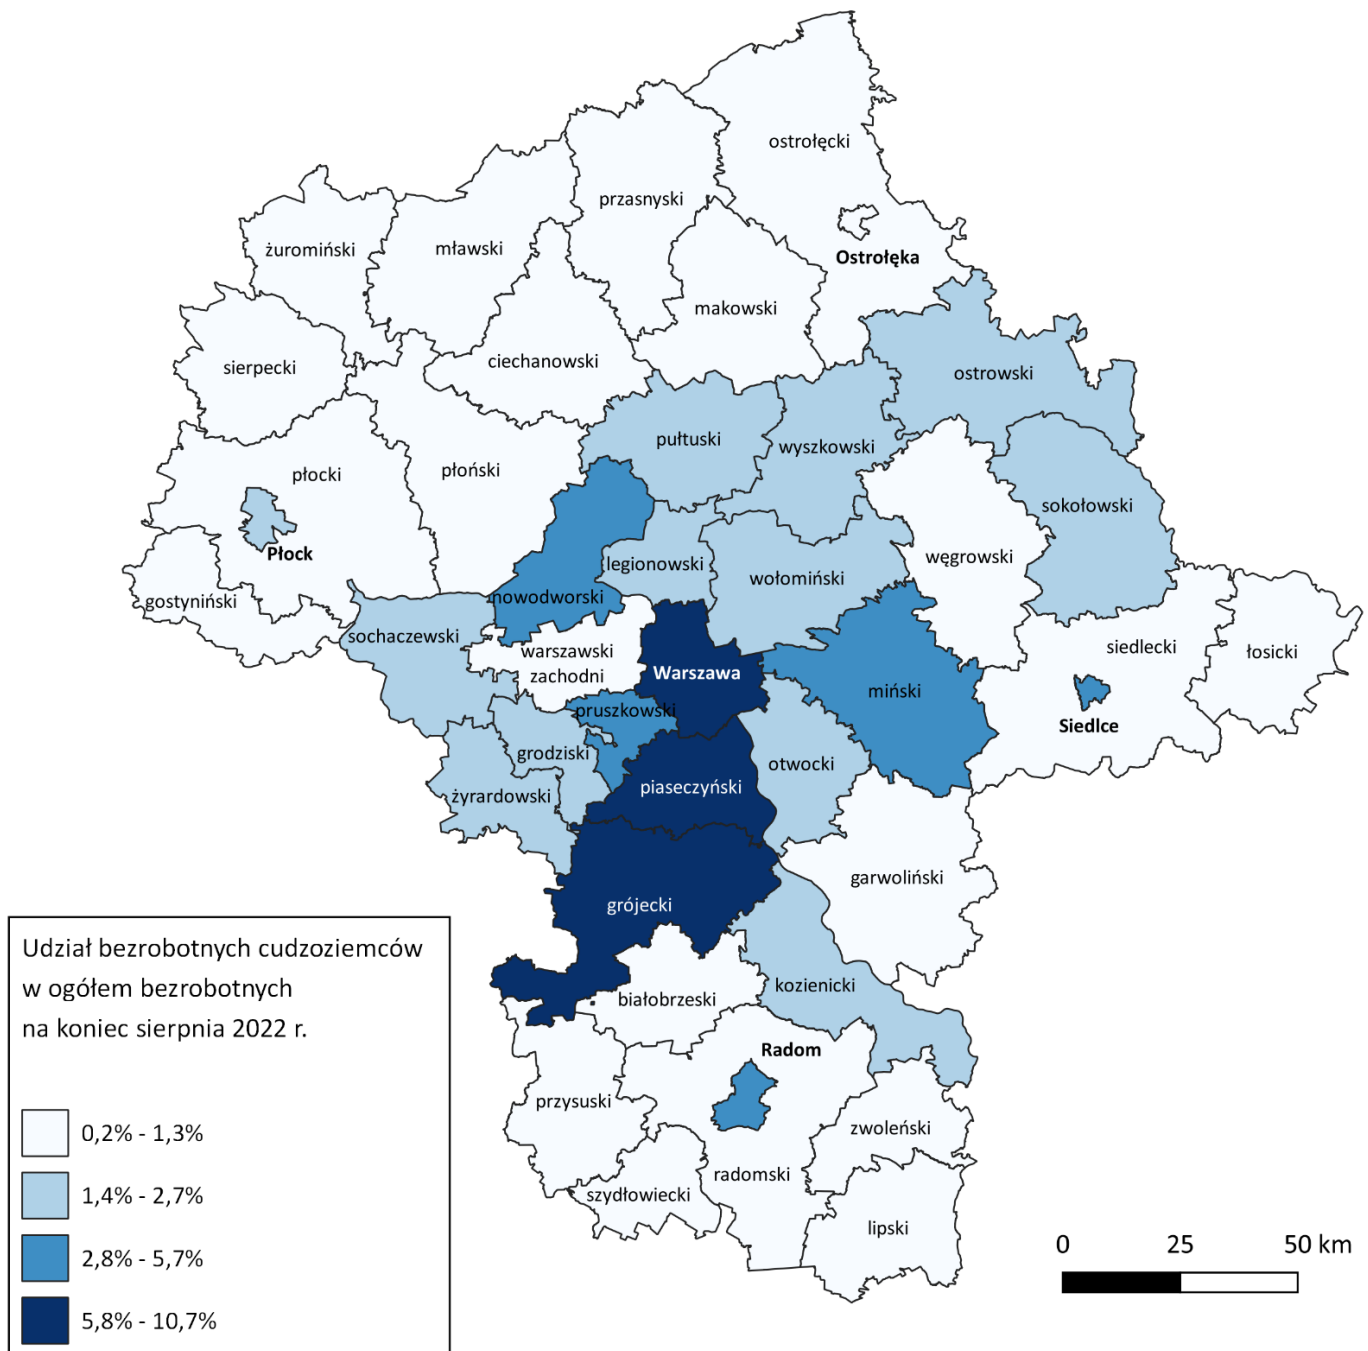 ostrołęcki
przasnyski
żuromiński
mławski
Ostrołęka
makowski
ciechanowski
sierpecki
ostrowski
pułtuski
wyszkowski
płocki
płoński
sokołowski
Płock
legionowski
wołomiński
węgrowski
gostyniński
nowodworski
sochaczewski
warszawski
zachodni
Warszawa
siedlecki
łosicki
miński
pruszkowski
Siedlce
grodziski
otwocki
żyrardowski
piaseczyński
garwoliński
grójecki
kozienicki
białobrzeski
Radom
przysuski
zwoleński
radomski
szydłowiecki
lipski
Udział bezrobotnych cudzoziemców
w ogółem bezrobotnych
na koniec sierpnia 2022 r.
0,2% - 1,3%
1,4% - 2,7%
2,8% - 5,7%
5,8% - 10,7%
0 25 50 km